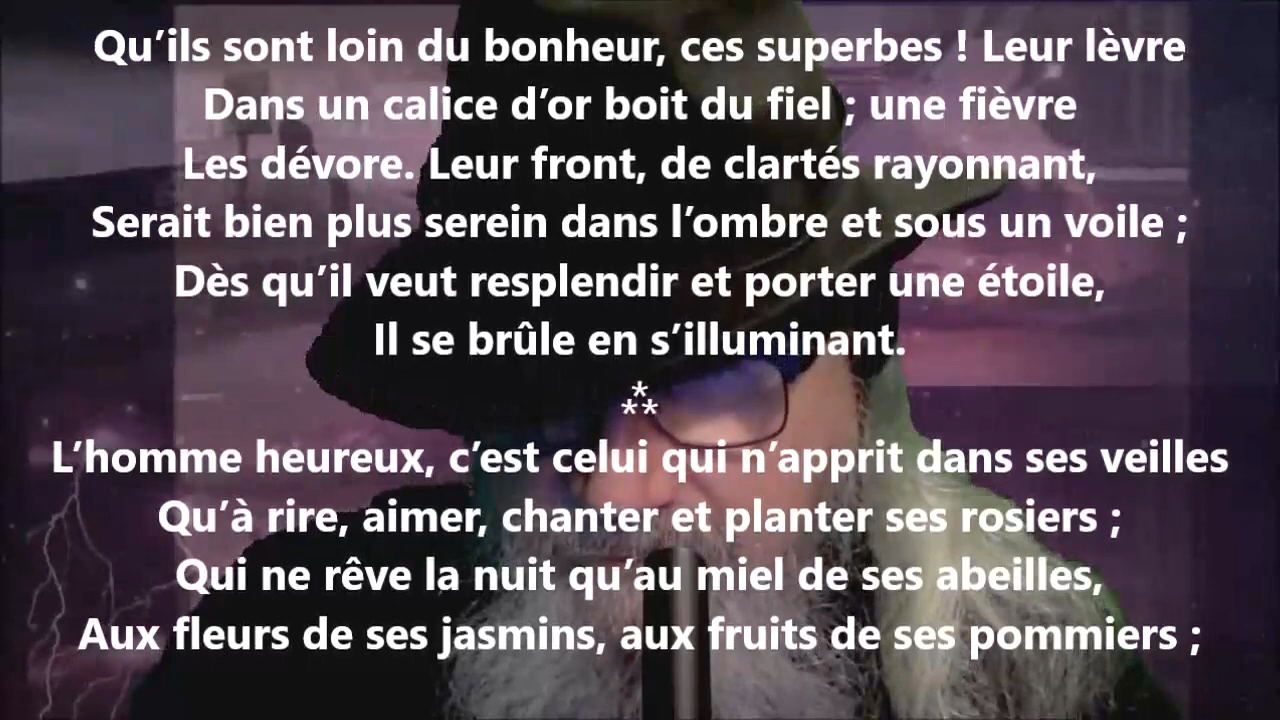 Qu’ils sont loin du bonheur, ces superbes ! Leur lèvre
Dans un calice d’or boit du fiel ; une fièvre
Les dévore. Leur front, de clartés rayonnant,
Serait bien plus serein dans l’ombre et sous un voile ;
Dès qu’il veut resplendir et porter une étoile,
Il se brûle en s’illuminant.
⁂
L’homme heureux, c’est celui qui n’apprit dans ses veilles
Qu’à rire, aimer, chanter et planter ses rosiers ;
Qui ne rêve la nuit qu’au miel de ses abeilles,
Aux fleurs de ses jasmins, aux fruits de ses pommiers ;